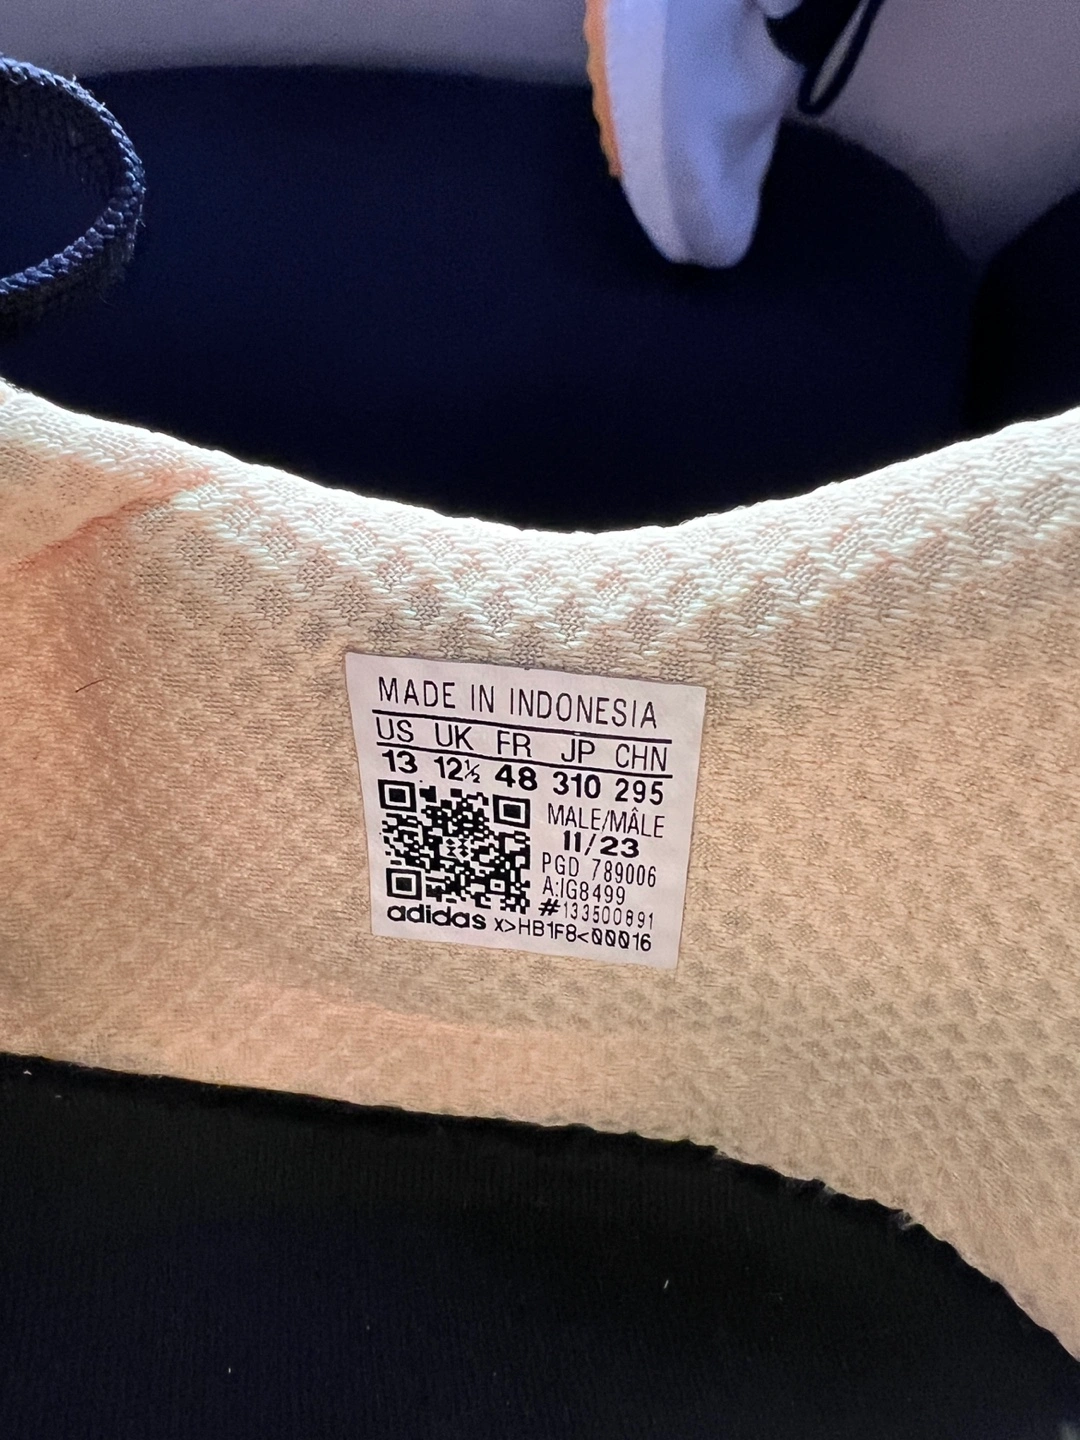 MADE IN INDONESIA
US UK FR JP CHN
13 12½ 48 310 295
MALE/MÂLE
11/23
PGD 789006
A:IG8499
#133500891
adidas X>HB1F8<00016